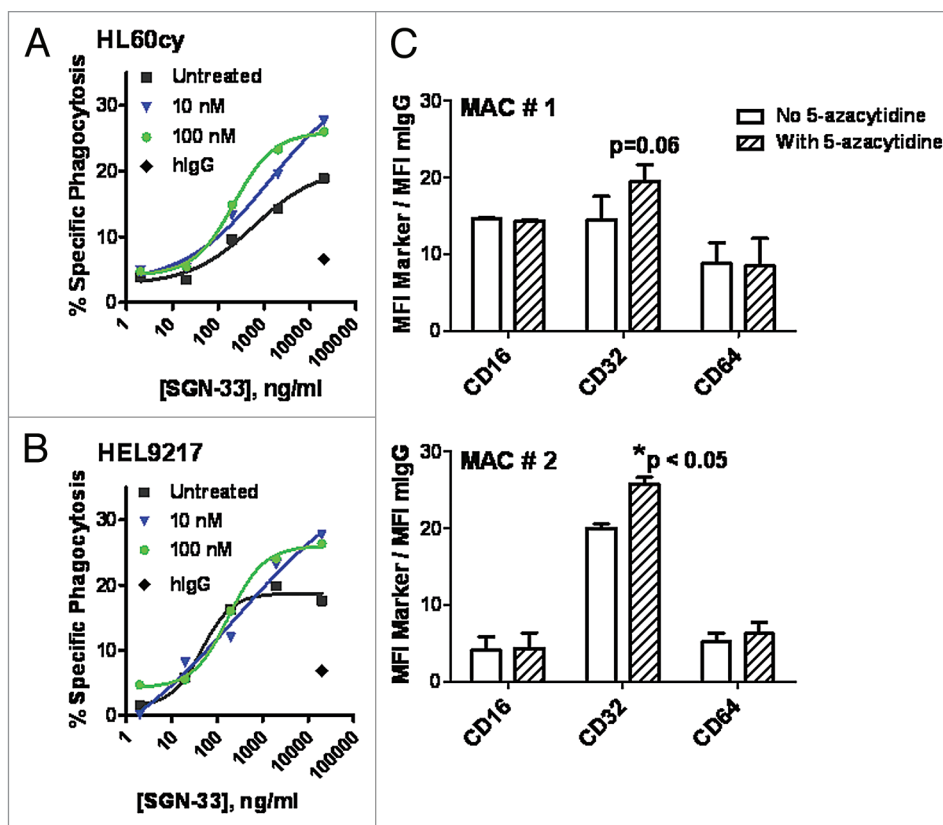 A
HL60cy
% Specific Phagocytosis
Untreated
10 nM
100 nM
hIgG
30
20
10
0
1
10
100
1000
10000
100000
[SGN-33], ng/ml
B
HEL9217
% Specific Phagocytosis
Untreated
10 nM
100 nM
hIgG
30
20
10
0
1
10
100
1000
10000
100000
[SGN-33], ng/ml
C
MAC # 1
No 5-azacytidine
With 5-azacytidine
p=0.06
MFI Marker / MFI mIgG
30
20
10
0
CD16
CD32
CD64
MAC # 2
*p < 0.05
MFI Marker / MFI mIgG
30
20
10
0
CD16
CD32
CD64